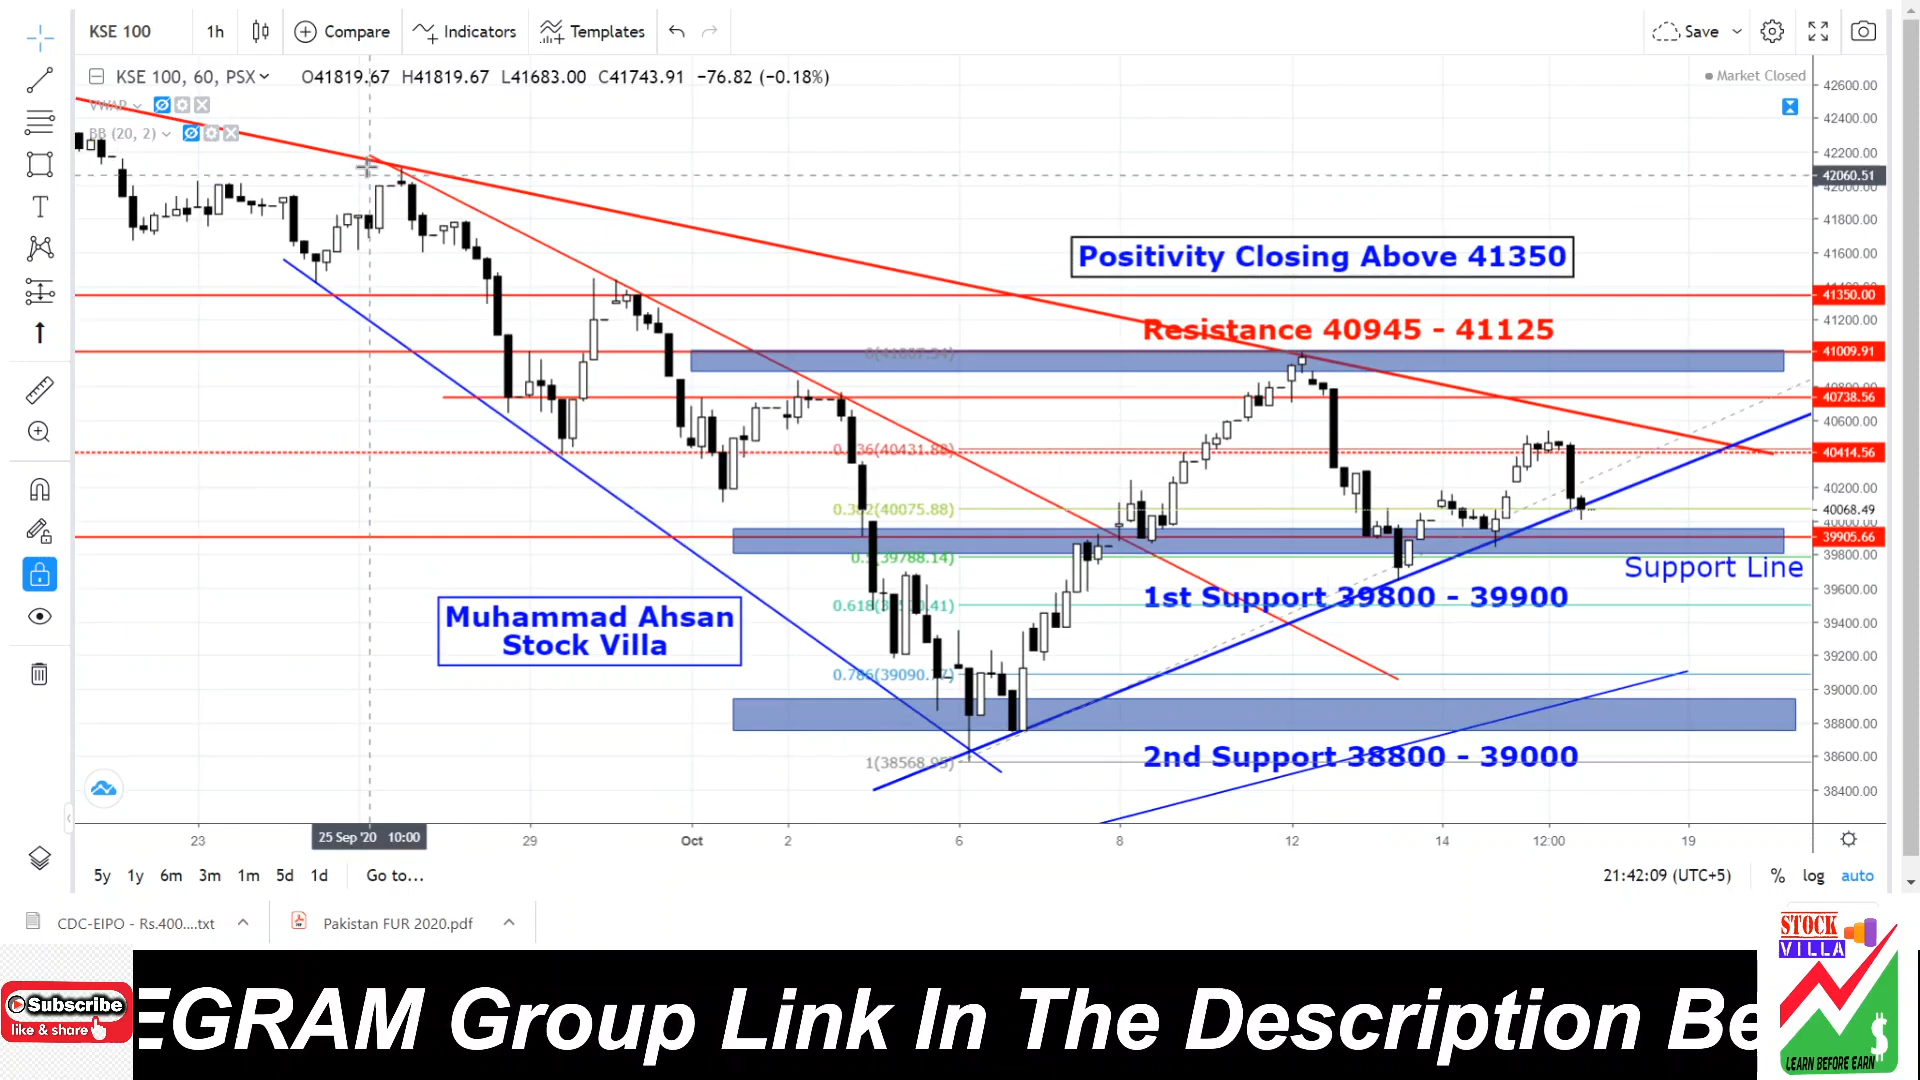 KSE 100
1h
Compare
Indicators
Templates
Save
KSE 100, 60, PSX
O41819.67 H41819.67 L41683.00 C41743.91 −76.82 (−0.18%)
Market Closed
VWAP
BB (20, 2)
42600.00
42400.00
42200.00
42060.51
42000.00
41800.00
41600.00
41350.00
41200.00
41009.91
40800.00
40738.56
40600.00
40414.56
40200.00
40068.49
40000.00
39905.66
39800.00
39600.00
39400.00
39200.00
39000.00
38800.00
38600.00
38400.00
Positivity Closing Above 41350
Resistance 40945 - 41125
0.382(40075.88)
Support Line
1st Support 39800 - 39900
Muhammad Ahsan
Stock Villa
2nd Support 38800 - 39000
1(38568.95)
23
25 Sep '20 10:00
29
Oct
2
6
8
12
14
12:00
19
5y 1y 6m 3m 1m 5d 1d Go to...
21:42:09 (UTC+5)
% log auto
CDC-EIPO - Rs.400....txt
Pakistan FUR 2020.pdf
Subscribe
like & share
EGRAM Group Link In The Description Be
STOCK
VILLA
LEARN BEFORE EARN